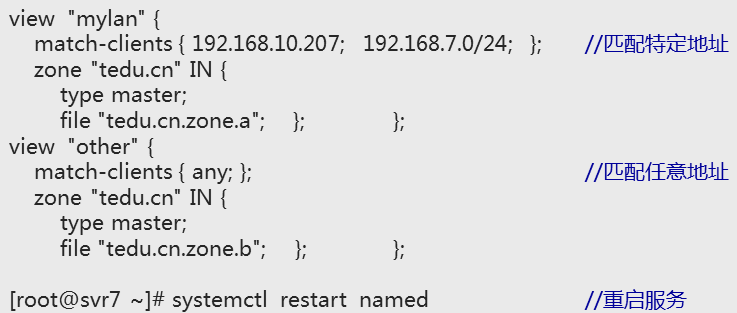 view "mylan" {
match-clients { 192.168.10.207; 192.168.7.0/24; }; //匹配特定地址
zone "tedu.cn" IN {
type master;
file "tedu.cn.zone.a"; }; };
view "other" {
match-clients { any; }; //匹配任意地址
zone "tedu.cn" IN {
type master;
file "tedu.cn.zone.b"; }; };
[root@svr7 ~]# systemctl restart named //重启服务